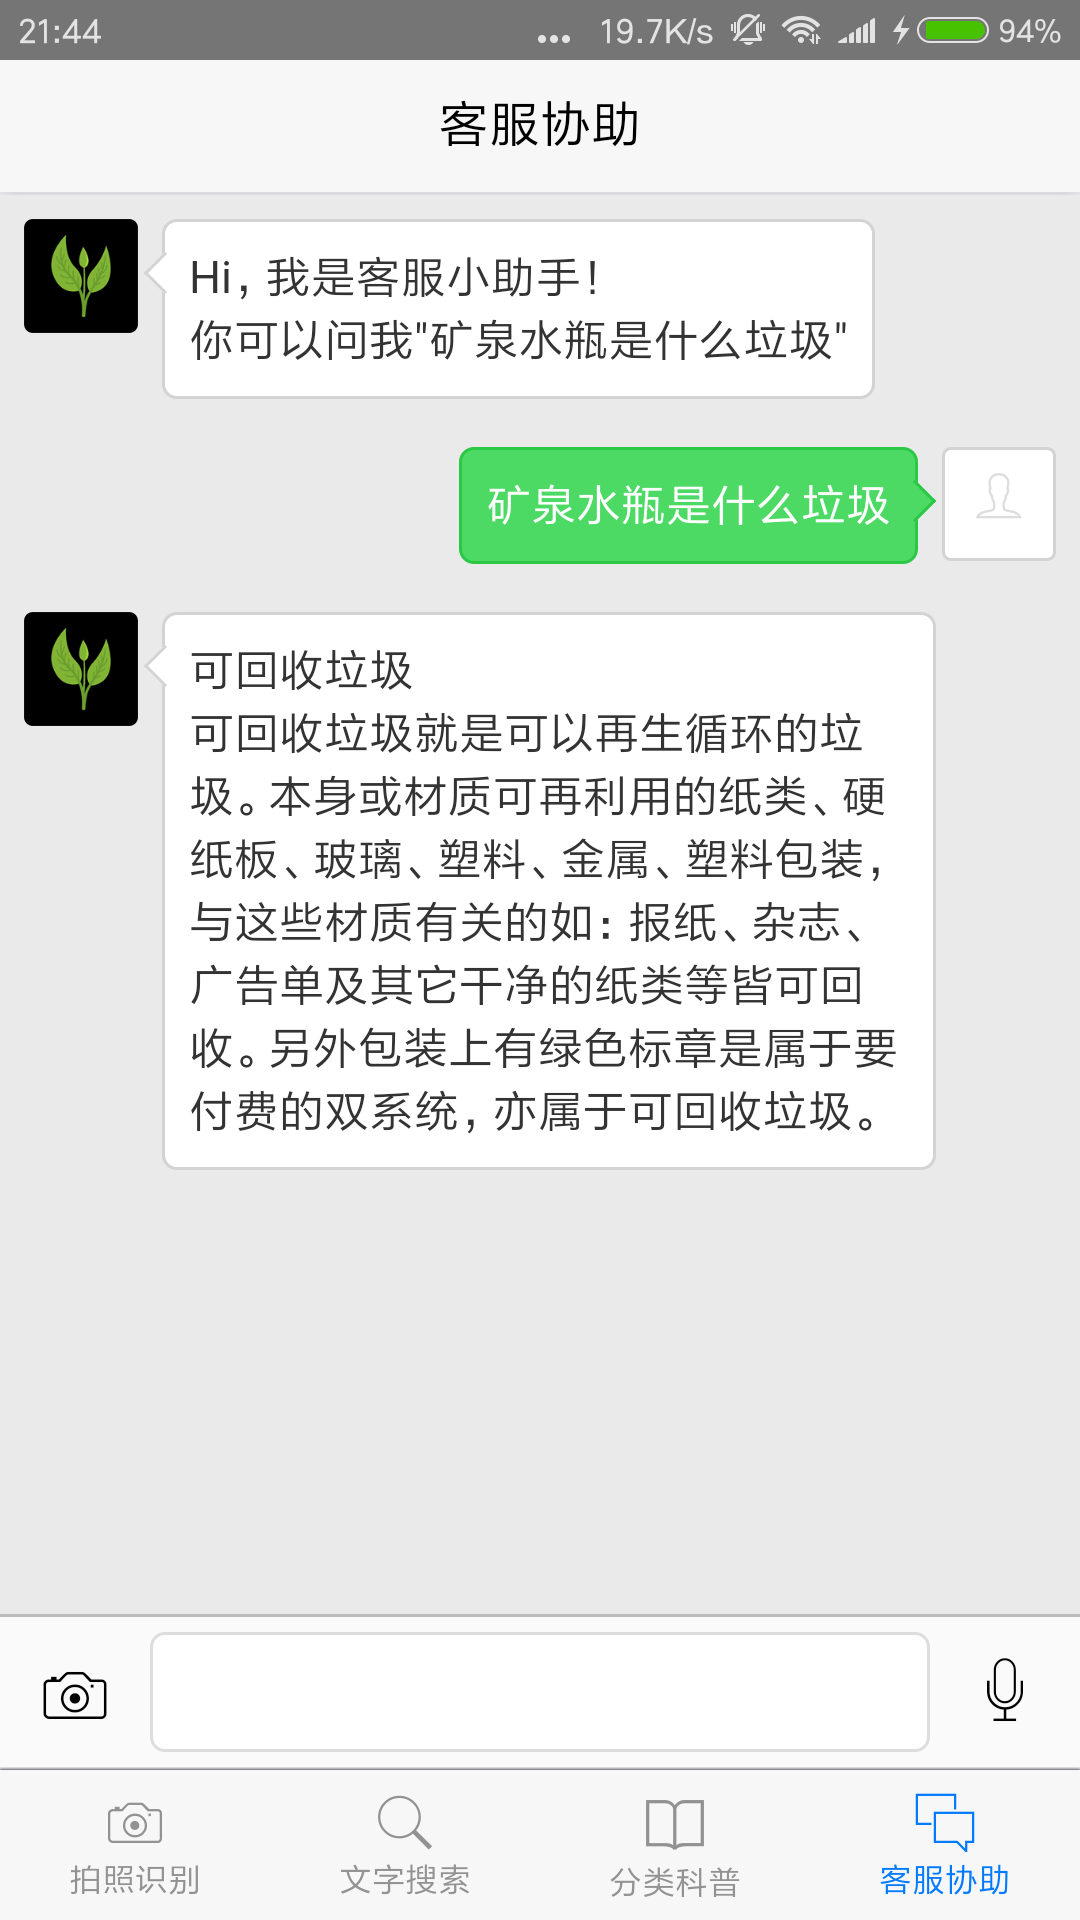 21:44
... 19.7K/s 94%
客服协助
Hi，我是客服小助手！
你可以问我"矿泉水瓶是什么垃圾"
矿泉水瓶是什么垃圾
可回收垃圾
可回收垃圾就是可以再生循环的垃
圾。本身或材质可再利用的纸类、硬
纸板、玻璃、塑料、金属、塑料包装，
与这些材质有关的如：报纸、杂志、
广告单及其它干净的纸类等皆可回
收。另外包装上有绿色标章是属于要
付费的双系统，亦属于可回收垃圾。
拍照识别
文字搜索
分类科普
客服协助